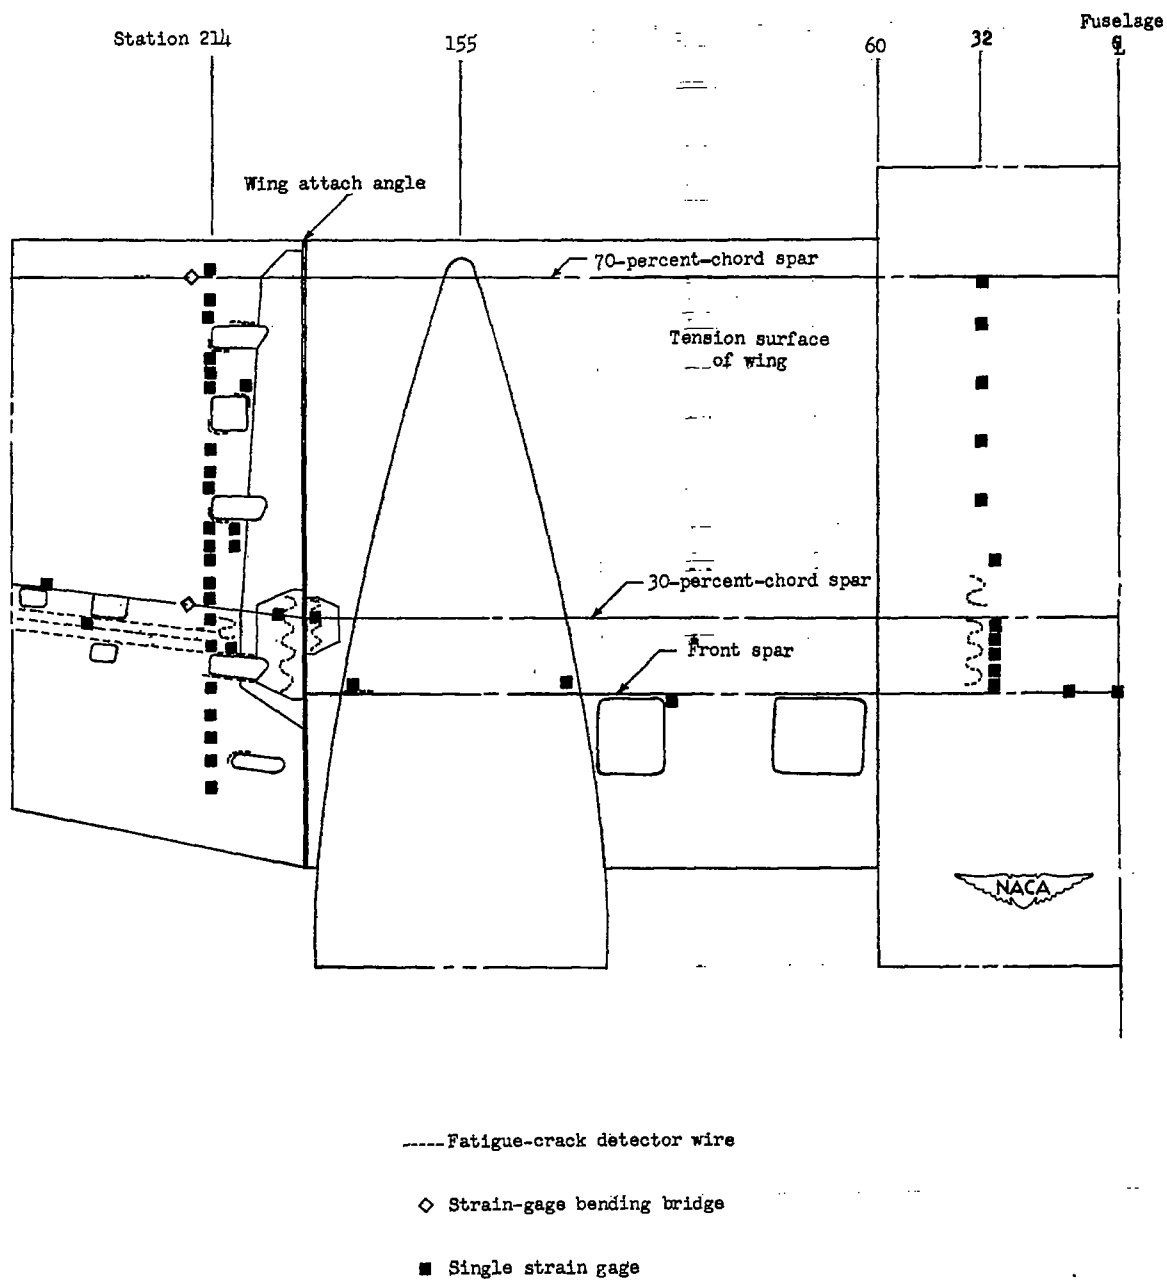 Fuselage
Station 214
155
60
32
℄
Wing attach angle
70-percent-chord spar
Tension surface
of wing
30-percent-chord spar
Front spar
NACA
Fatigue-crack detector wire
Strain-gage bending bridge
Single strain gage